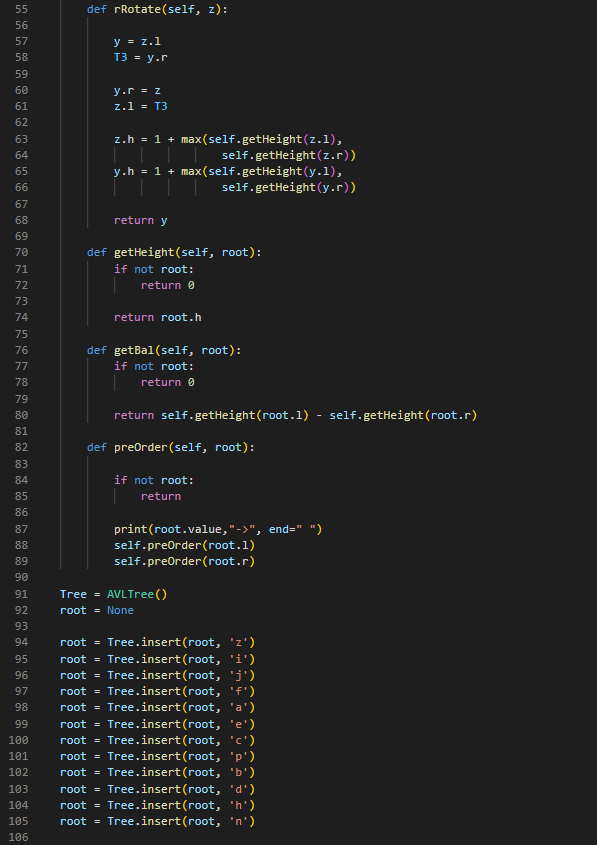 55 def rRotate(self, z):
56
57 y = z.l
58 T3 = y.r
59
60 y.r = z
61 z.l = T3
62
63 z.h = 1 + max(self.getHeight(z.l),
64 self.getHeight(z.r))
65 y.h = 1 + max(self.getHeight(y.l),
66 self.getHeight(y.r))
67
68 return y
69
70 def getHeight(self, root):
71 if not root:
72 return 0
73
74 return root.h
75
76 def getBal(self, root):
77 if not root:
78 return 0
79
80 return self.getHeight(root.l) - self.getHeight(root.r)
81
82 def preOrder(self, root):
83
84 if not root:
85 return
86
87 print(root.value,"->", end=" ")
88 self.preOrder(root.l)
89 self.preOrder(root.r)
90
91 Tree = AVLTree()
92 root = None
93
94 root = Tree.insert(root, 'z')
95 root = Tree.insert(root, 'i')
96 root = Tree.insert(root, 'j')
97 root = Tree.insert(root, 'f')
98 root = Tree.insert(root, 'a')
99 root = Tree.insert(root, 'e')
100 root = Tree.insert(root, 'c')
101 root = Tree.insert(root, 'p')
102 root = Tree.insert(root, 'b')
103 root = Tree.insert(root, 'd')
104 root = Tree.insert(root, 'h')
105 root = Tree.insert(root, 'n')
106